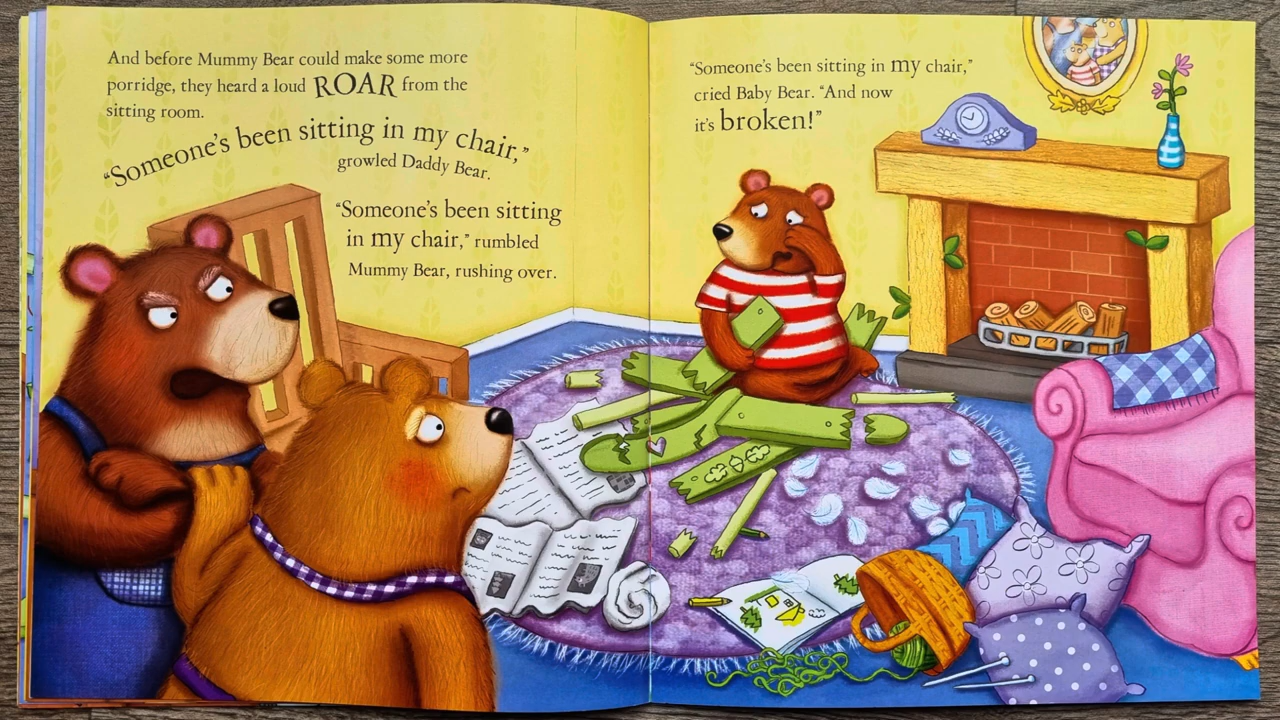 And before Mummy Bear could make some more
porridge, they heard a loud ROAR from the
sitting room.
“Someone’s been sitting in my chair,”
growled Daddy Bear.
“Someone’s been sitting
in my chair,” rumbled
Mummy Bear, rushing over.
“Someone’s been sitting in my chair,”
cried Baby Bear. “And now
it’s broken!”